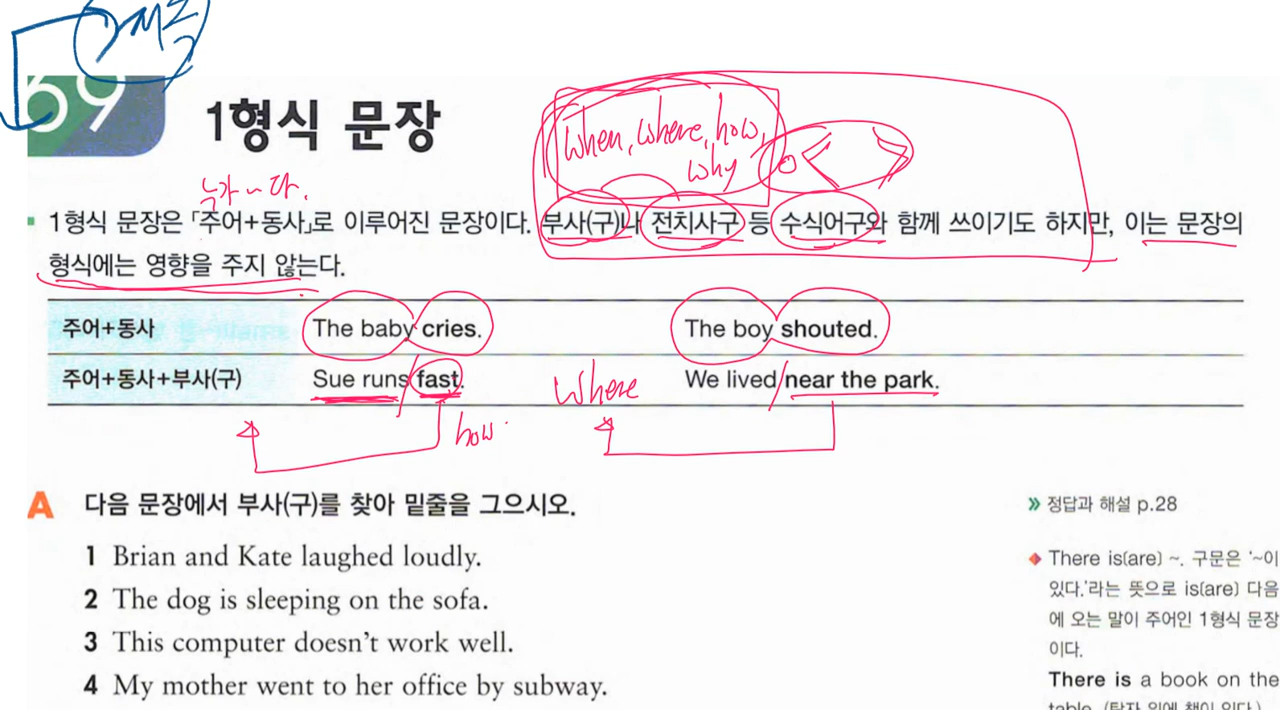 69
1형식 문장
when, where, how,
why
누가~다.
1형식 문장은 「주어+동사」로 이루어진 문장이다. 부사(구)나 전치사구 등 수식어구와 함께 쓰이기도 하지만, 이는 문장의
형식에는 영향을 주지 않는다.
주어+동사 The baby cries. The boy shouted.
주어+동사+부사(구) Sue runs fast. We lived near the park.
where
how
A 다음 문장에서 부사(구)를 찾아 밑줄을 그으시오.
1 Brian and Kate laughed loudly.
2 The dog is sleeping on the sofa.
3 This computer doesn't work well.
4 My mother went to her office by subway.
» 정답과 해설 p.28
There is(are) ~. 구문은 '~이
있다.'라는 뜻으로 is(are) 다음
에 오는 말이 주어인 1형식 문장
이다.
There is a book on the
table. (탁자 위에 책이 있다.)